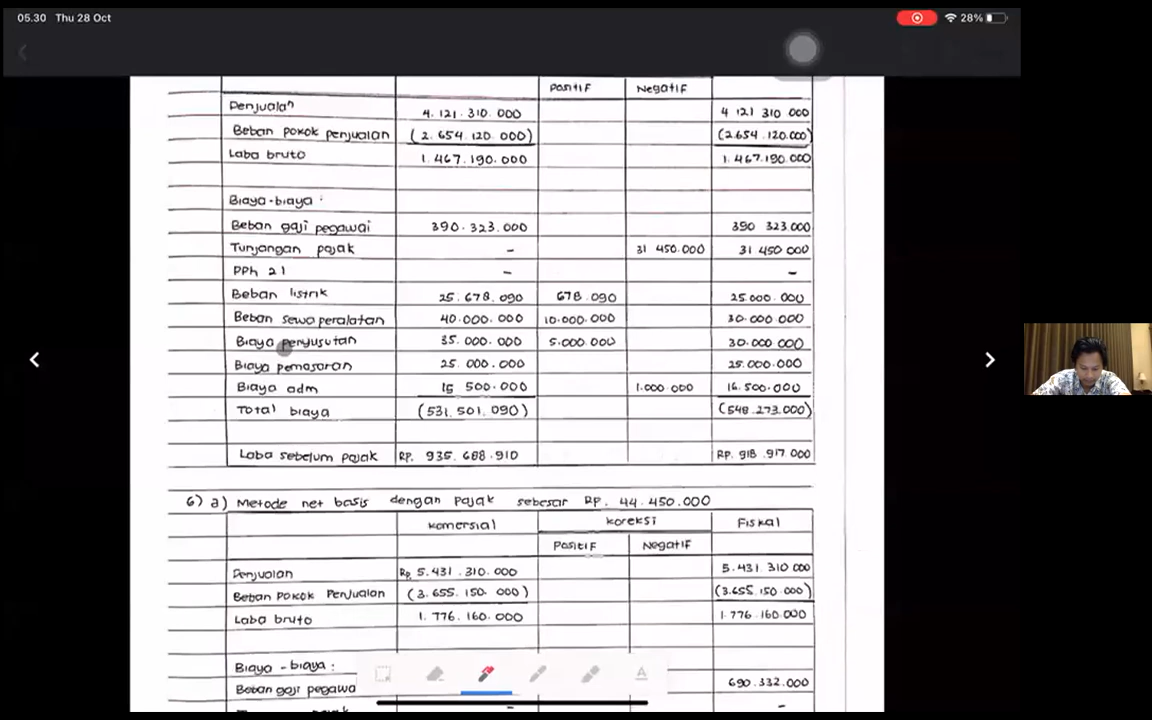 05.30 Thu 28 Oct 28%
Positif Negatif
Penjualan 4.121.310.000 4 121 310 000
Beban pokok penjualan (2.654.120.000) (2.654.120.000)
Laba bruto 1.467.190.000 1.467.190.000
Biaya-biaya :
Beban gaji pegawai 390.323.000 390 323.000
Tunjangan pajak - 31 450.000 31 450 000
PPh 21 - -
Beban listrik 25.678.090 678.090 25.000.000
Beban sewa peralatan 40.000.000 10.000.000 30.000.000
Biaya penyusutan 35.000.000 5.000.000 30.000.000
Biaya pemasaran 25.000.000 25.000.000
Biaya adm 15 500.000 1.000.000 16.500.000
Total biaya (531.501.090) (548.273.000)
Laba sebelum pajak Rp. 935.688.910 Rp. 918.917.000
6) a) Metode net basis dengan pajak sebesar Rp. 44.450.000
Komersial Koreksi Fiskal
Positif Negatif
Penjualan Rp 5.431.310.000 5.431.310 000
Beban Pokok Penjualan (3.655.150.000) (3.655.150.000)
Laba bruto 1.776.160.000 1.776.160.000
Biaya-biaya :
Beban gaji pegawa 690.332.000
- -
A